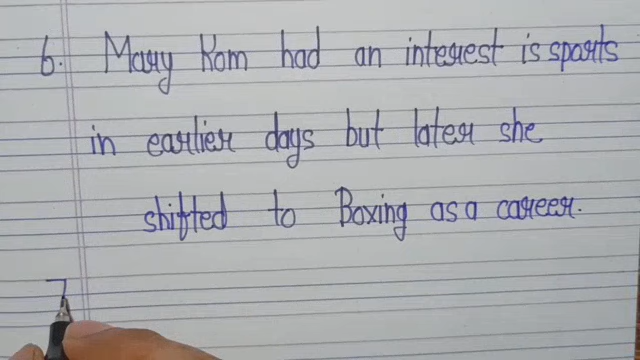 6. Mary Kom had an interest is sports
in earlier days but later she
shifted to Boxing as a career.
7